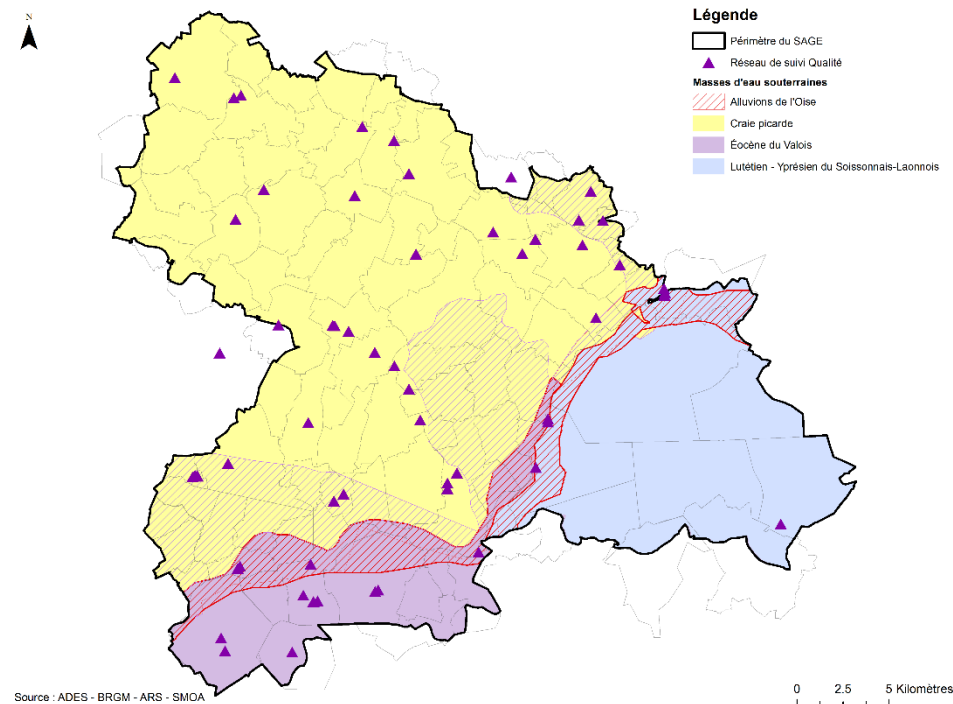 N
Légende
Périmètre du SAGE
Réseau de suivi Qualité
Masses d'eau souterraines
Alluvions de l'Oise
Craie picarde
Éocène du Valois
Lutétien - Yprésien du Soissonnais-Laonnois
Source : ADES - BRGM - ARS - SMOA
0 2.5 5 Kilomètres